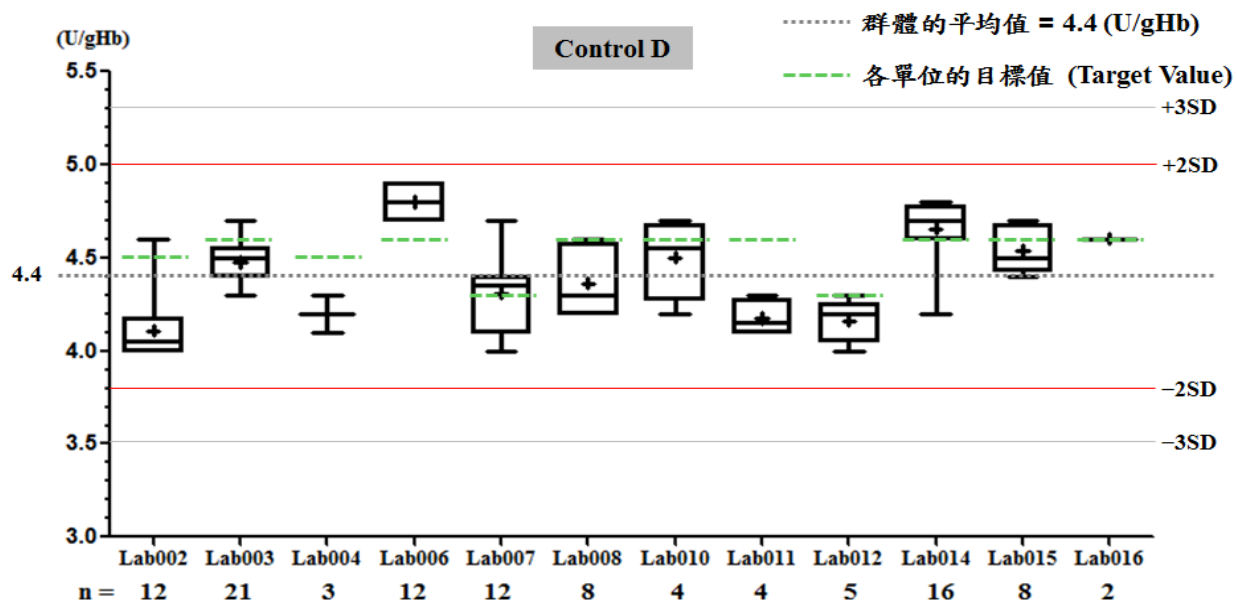 (U/gHb)
Control D
群體的平均值 = 4.4 (U/gHb)
各單位的目標值 (Target Value)
5.5
+3SD
5.0
+2SD
4.5
4.4
4.0
−2SD
3.5
−3SD
3.0
Lab002 Lab003 Lab004 Lab006 Lab007 Lab008 Lab010 Lab011 Lab012 Lab014 Lab015 Lab016
n = 12 21 3 12 12 8 4 4 5 16 8 2